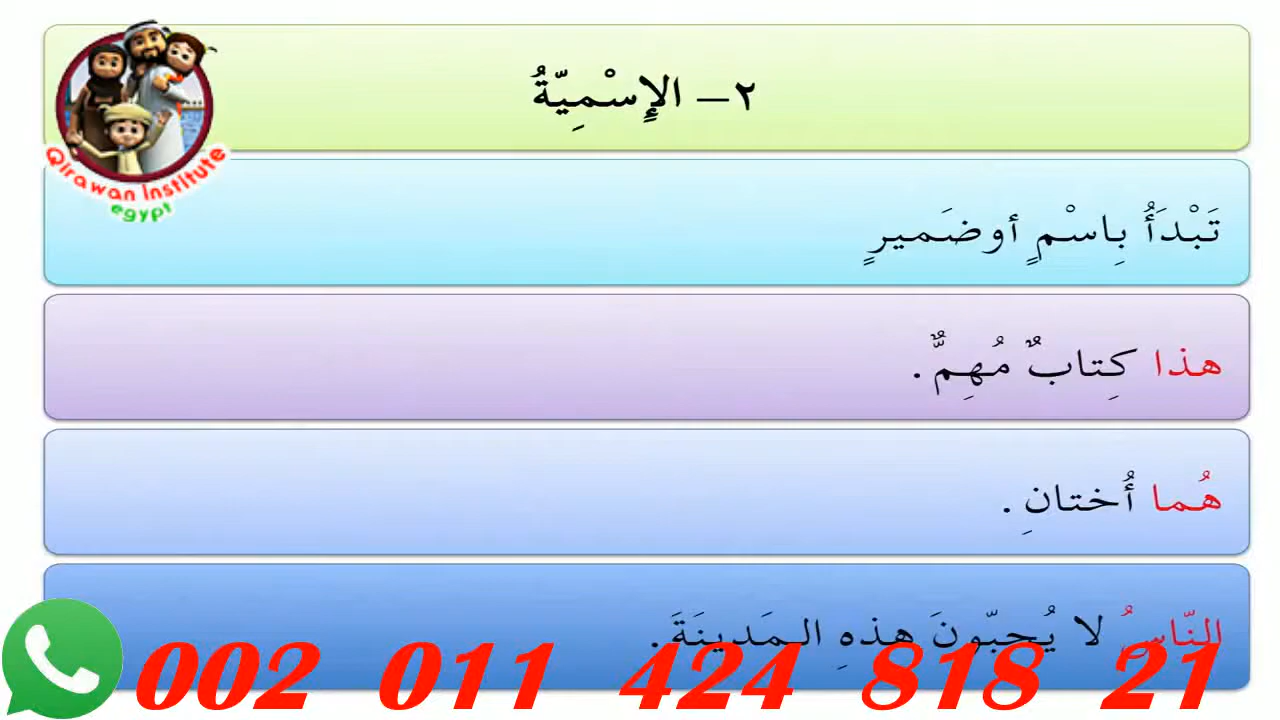 ٢– الإِسْمِيّةُ
تَبْدَأُ بِاسْمٍ أوضَميرٍ
هذا كِتابٌ مُهِمٌّ .
هُما أُختانِ .
النّاسُ لا يُحِبّونَ هذهِ المَدينَةَ .
Qirawan Institute
egypt
002 011 424 818 21